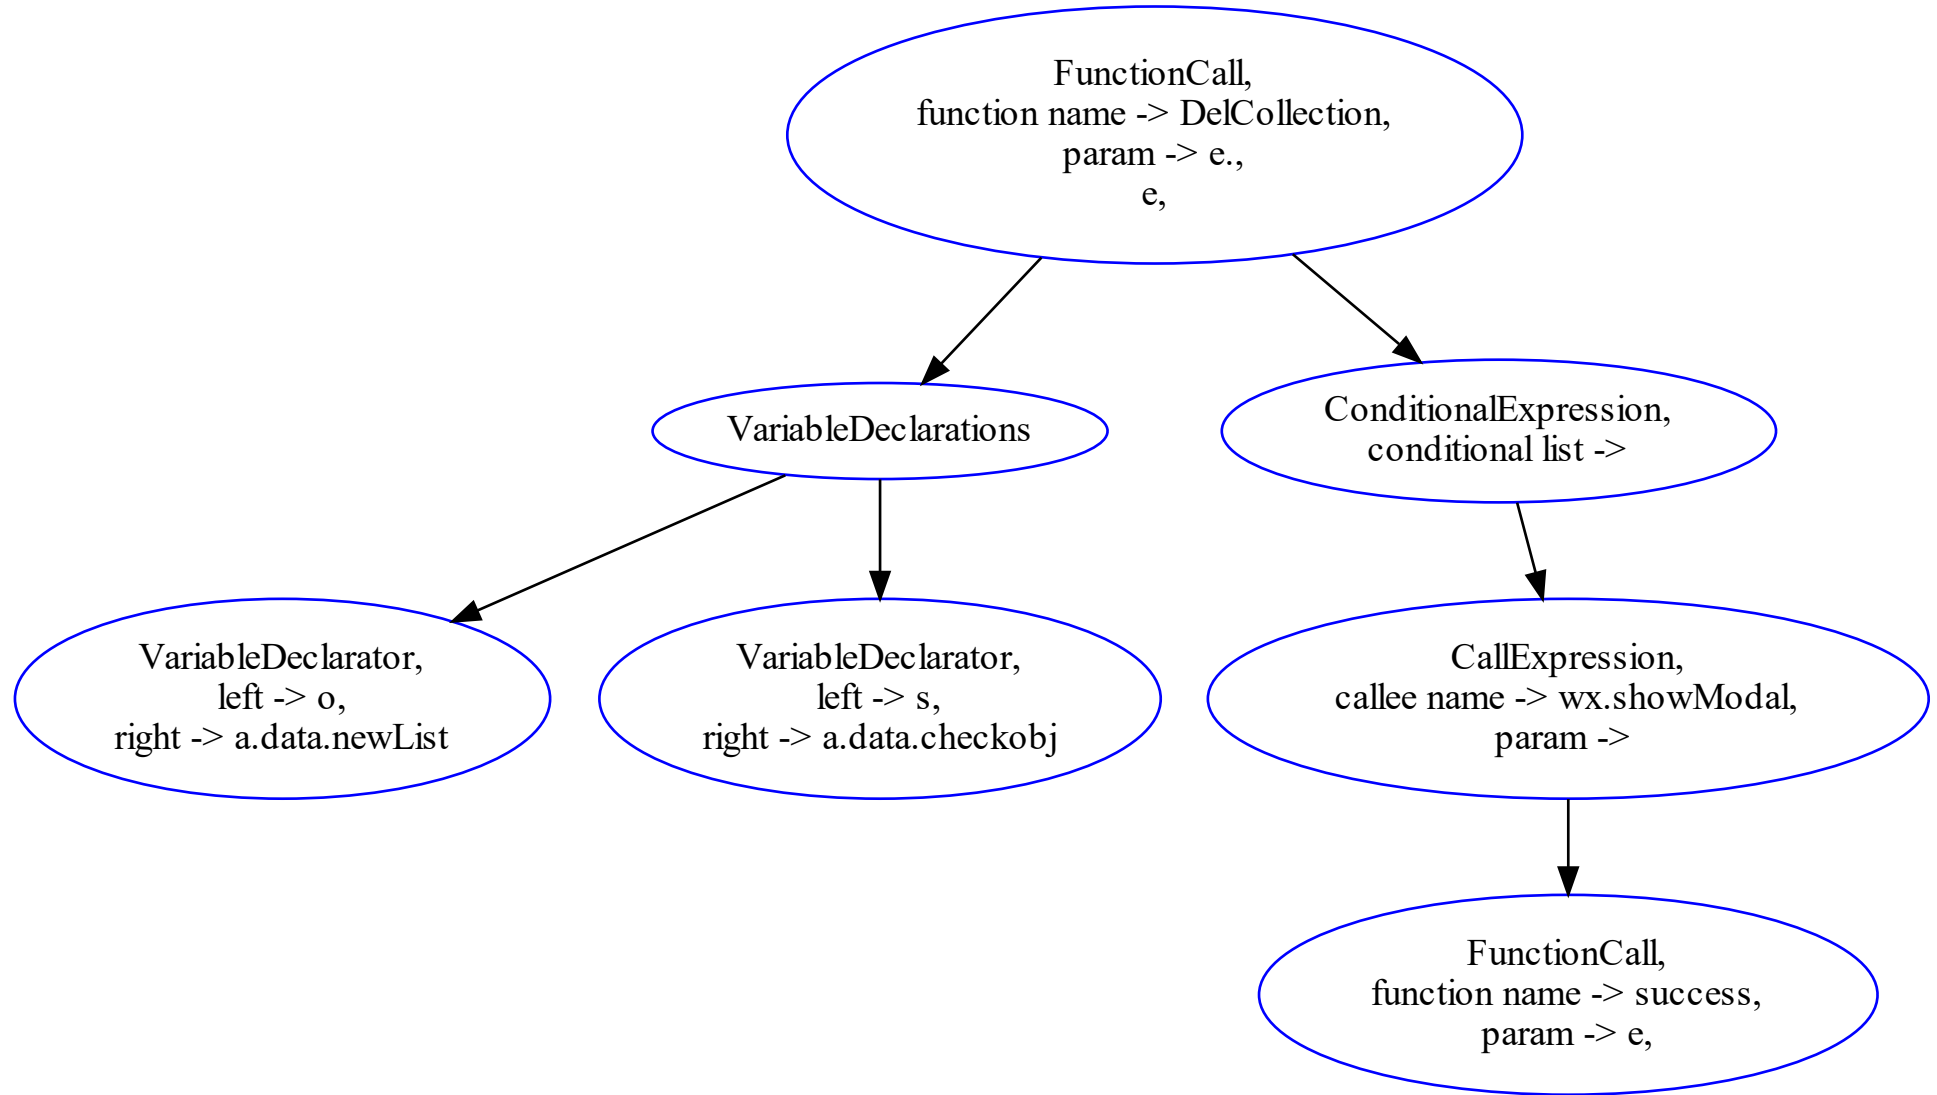 FunctionCall,
function name -> DelCollection,
param -> e.,
e,
VariableDeclarations
ConditionalExpression,
conditional list ->
VariableDeclarator,
left -> o,
right -> a.data.newList
VariableDeclarator,
left -> s,
right -> a.data.checkobj
CallExpression,
callee name -> wx.showModal,
param ->
FunctionCall,
function name -> success,
param -> e,